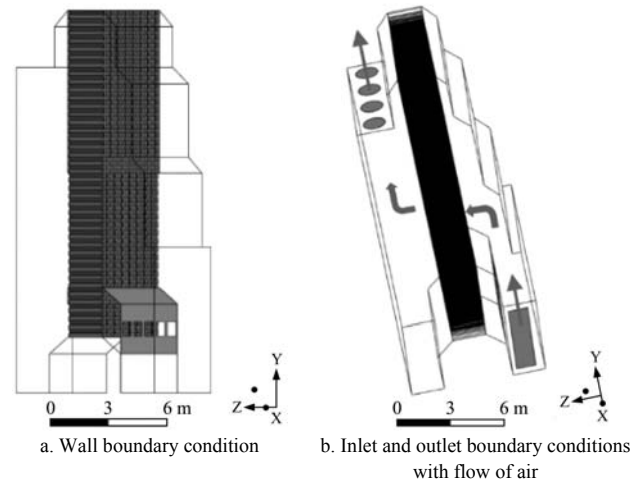 Y
Z
X
0 3 6 m
a. Wall boundary condition
Y
Z
X
0 3 6 m
b. Inlet and outlet boundary conditions
with flow of air